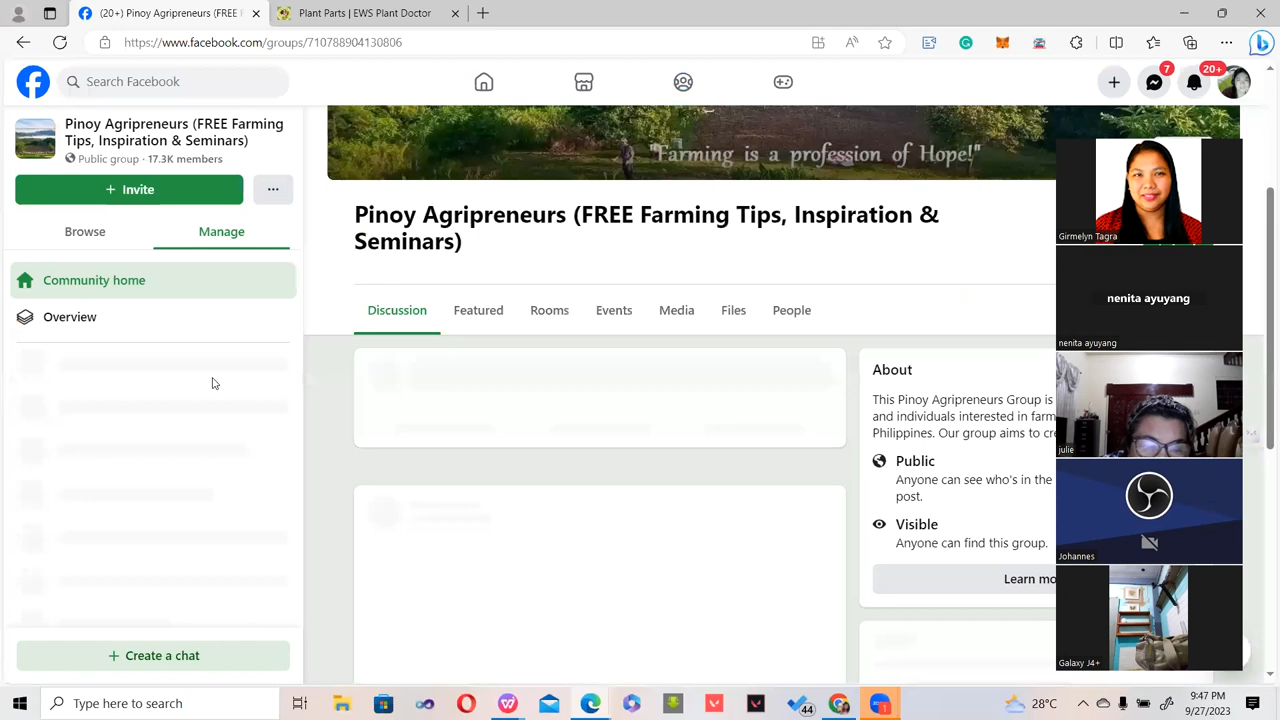 (20+) Pinoy Agripreneurs (FREE F
Plant Parts | EWS Plant Doctor
https://www.facebook.com/groups/710788904130806
Search Facebook
7
20+
Pinoy Agripreneurs (FREE Farming
Tips, Inspiration & Seminars)
Public group · 17.3K members
+ Invite
...
Browse
Manage
Community home
Overview
+ Create a chat
"Farming is a profession of Hope!"
Pinoy Agripreneurs (FREE Farming Tips, Inspiration &
Seminars)
Discussion
Featured
Rooms
Events
Media
Files
People
About
This Pinoy Agripreneurs Group is
and individuals interested in farm
Philippines. Our group aims to cre
Public
Anyone can see who's in the
post.
Visible
Anyone can find this group.
Learn mo
Girmelyn Tagra
nenita ayuyang
nenita ayuyang
julie
Johannes
Galaxy J4+
Type here to search
44
1
28°C
9:47 PM
9/27/2023